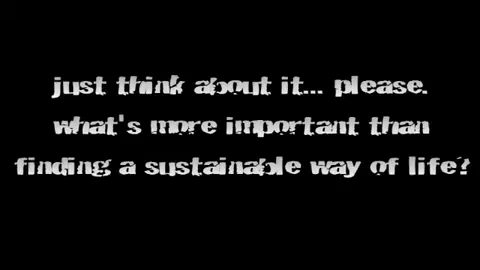 just think about it... please.
what's more important than
finding a sustainable way of life?